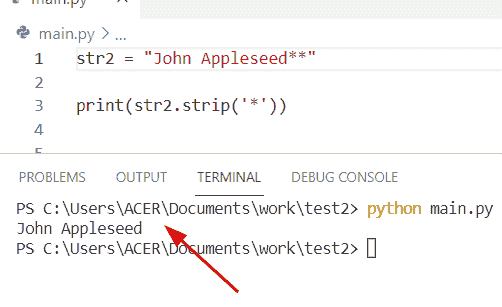 main.py
main.py > ...
1 str2 = "John Appleseed**"
2
3 print(str2.strip('*'))
4
PROBLEMS OUTPUT TERMINAL DEBUG CONSOLE
PS C:\Users\ACER\Documents\work\test2> python main.py
John Appleseed
PS C:\Users\ACER\Documents\work\test2>